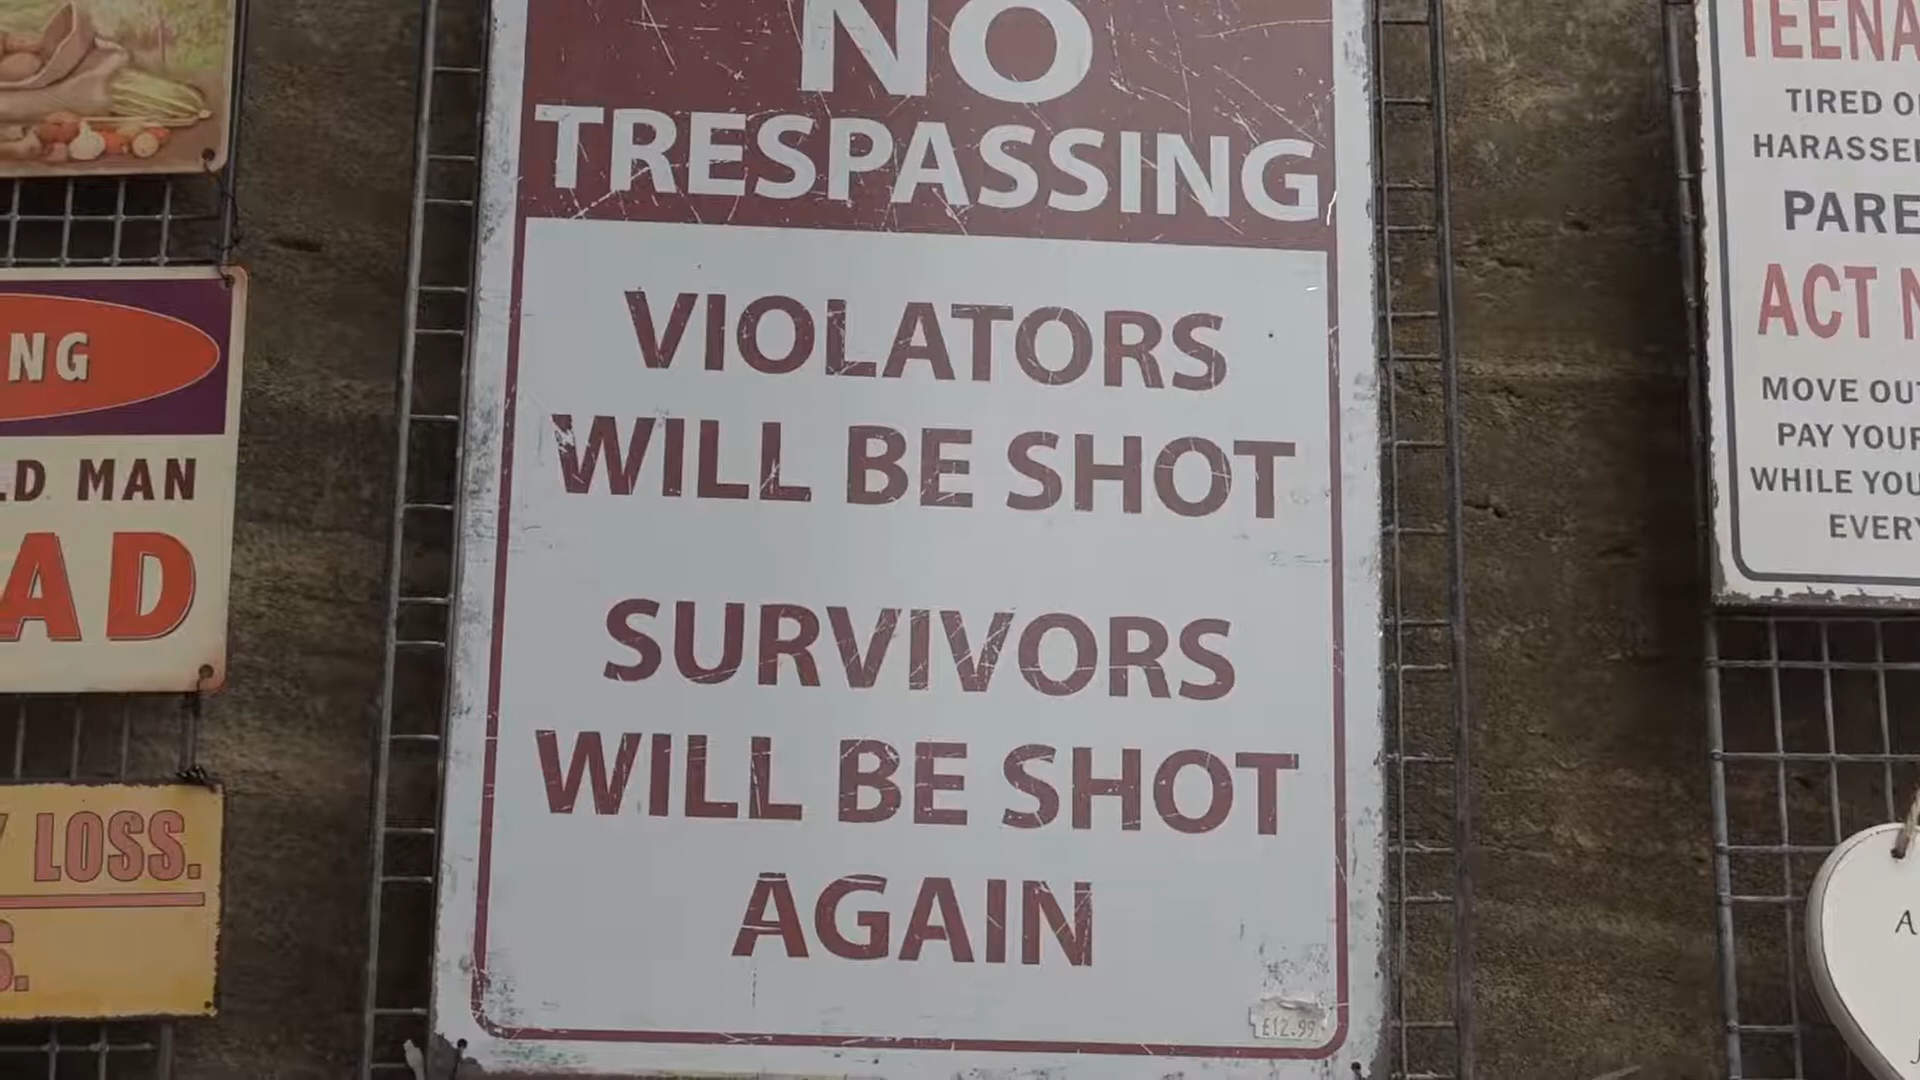 NO
TRESPASSING
VIOLATORS
WILL BE SHOT
SURVIVORS
WILL BE SHOT
AGAIN
£12.99
NG
LD MAN
AD
LOSS.
S.
TEENA
TIRED O
HARASSE
PARE
ACT N
MOVE OUT
PAY YOUR
WHILE YOU
EVERY
A